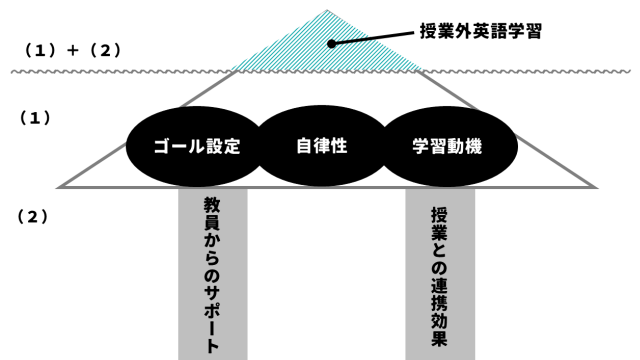 授業外英語学習
（１）＋（２）
（１）
ゴール設定
自律性
学習動機
（２）
教員からのサポート
授業との連携効果